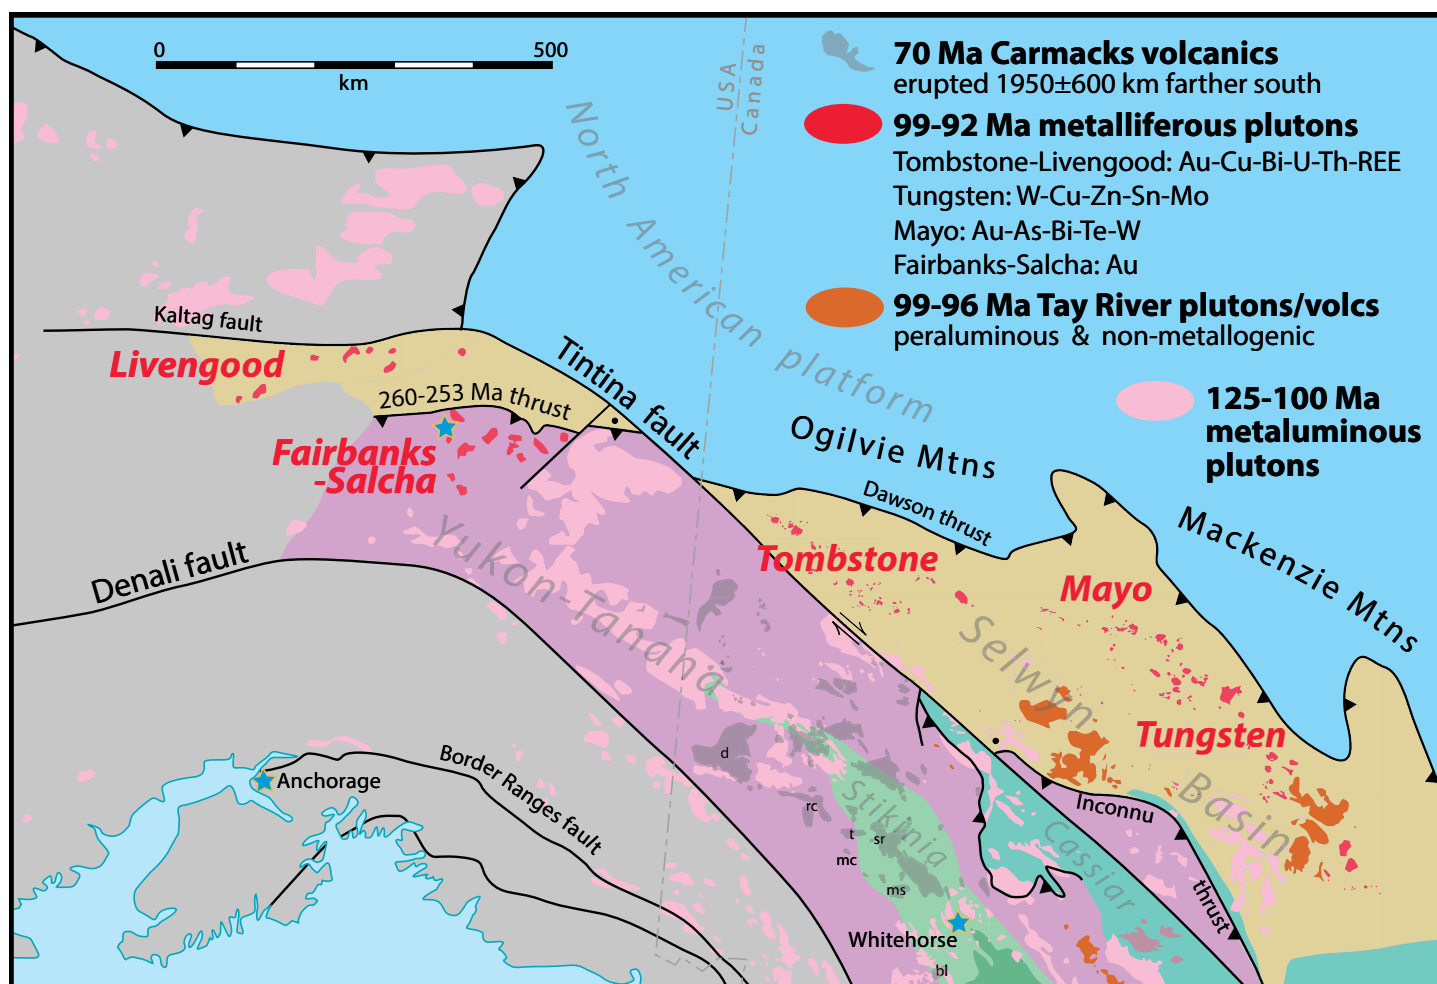 0
500
km
USA
Canada
70 Ma Carmacks volcanics
erupted 1950±600 km farther south
99-92 Ma metalliferous plutons
Tombstone-Livengood: Au-Cu-Bi-U-Th-REE
Tungsten: W-Cu-Zn-Sn-Mo
Mayo: Au-As-Bi-Te-W
Fairbanks-Salcha: Au
99-96 Ma Tay River plutons/volcs
peraluminous & non-metallogenic
125-100 Ma
metaluminous
plutons
North American platform
Kaltag fault
Livengood
Tintina fault
260-253 Ma thrust
Fairbanks
-Salcha
Ogilvie Mtns
Dawson thrust
Mackenzie Mtns
Denali fault
Yukon-Tanana
Tombstone
Mayo
Selwyn
Basin
Tungsten
Anchorage
Border Ranges fault
d
rc
t
sr
mc
ms
Stikinia
Cassiar
Inconnu
thrust
Whitehorse
bl